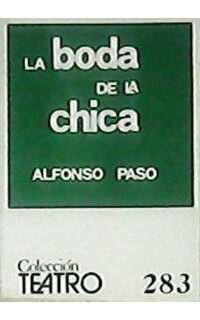 LA boda
DE LA
chica
ALFONSO PASO
Colección
TEATRO 283